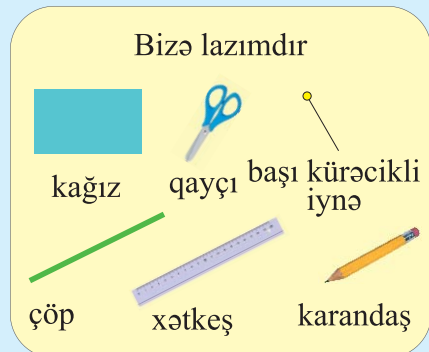 Bizə lazımdır
kağız
qayçı
başı kürəcikli
iynə
çöp
xətkeş
karandaş